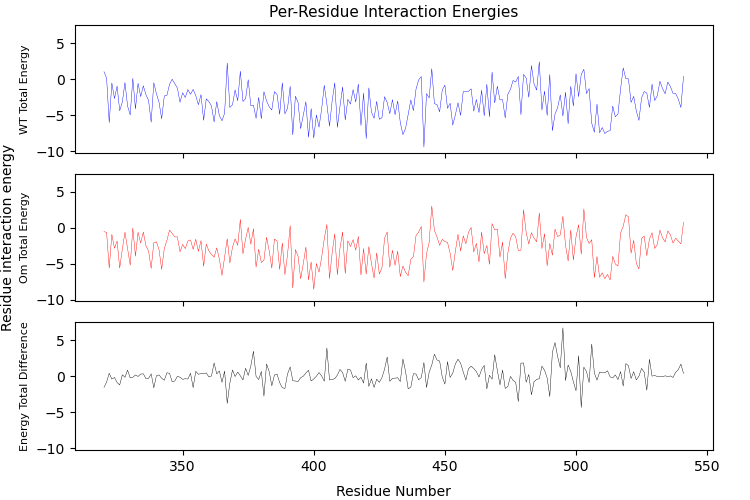 Per-Residue Interaction Energies
Residue interaction energy
WT Total Energy
5
0
−5
−10
Om Total Energy
5
0
−5
−10
Energy Total Difference
5
0
−5
−10
350
400
450
500
550
Residue Number